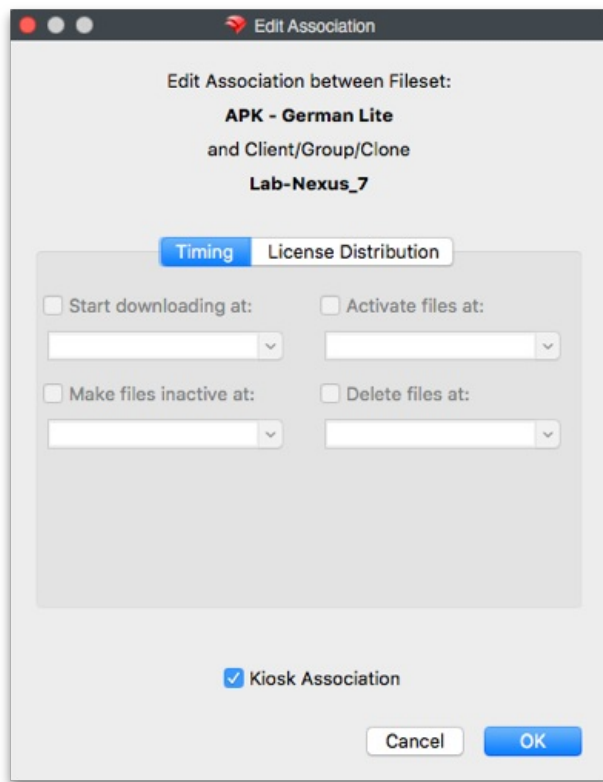 Edit Association
Edit Association between Fileset:
APK - German Lite
and Client/Group/Clone
Lab-Nexus_7
Timing License Distribution
Start downloading at: Activate files at:
Make files inactive at: Delete files at:
Kiosk Association
Cancel OK